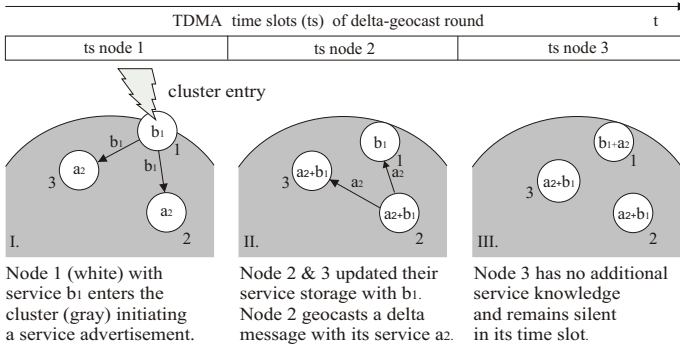 TDMA time slots (ts) of delta-geocast round t
ts node 1 ts node 2 ts node 3
cluster entry
b1
b1
1
b1
a2
3
a2
2
I.
b1
1
a2
a2+b1
3
a2
a2+b1
2
II.
b1+a2
1
a2+b1
3
a2+b1
2
III.
Node 1 (white) with
service b1 enters the
cluster (gray) initiating
a service advertisement.
Node 2 & 3 updated their
service storage with b1.
Node 2 geocasts a delta
message with its service a2.
Node 3 has no additional
service knowledge
and remains silent
in its time slot.